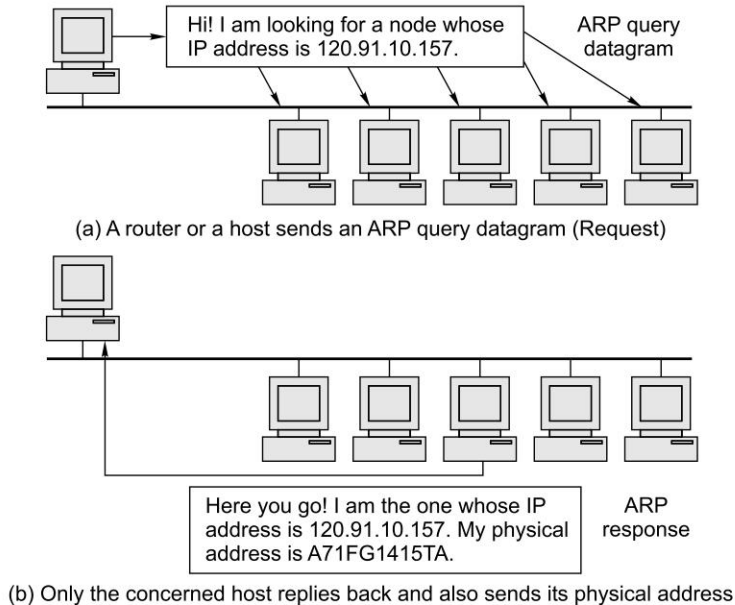 Hi! I am looking for a node whose
IP address is 120.91.10.157.
ARP query
datagram
(a) A router or a host sends an ARP query datagram (Request)
Here you go! I am the one whose IP
address is 120.91.10.157. My physical
address is A71FG1415TA.
ARP
response
(b) Only the concerned host replies back and also sends its physical address